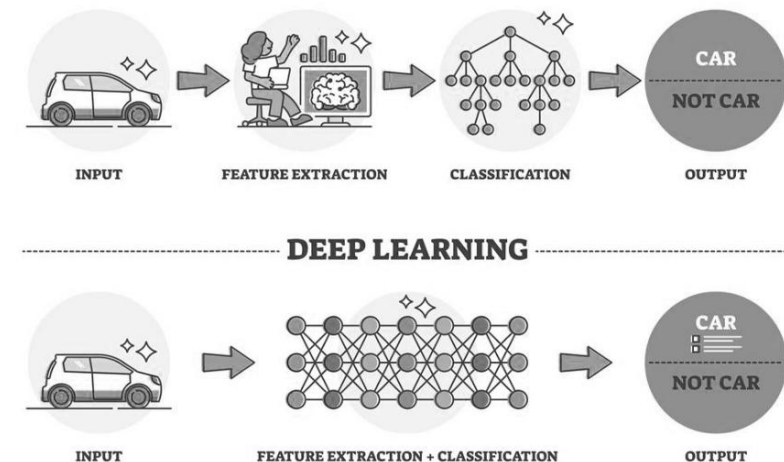 CAR
NOT CAR
INPUT
FEATURE EXTRACTION
CLASSIFICATION
OUTPUT
DEEP LEARNING
CAR
NOT CAR
INPUT
FEATURE EXTRACTION + CLASSIFICATION
OUTPUT